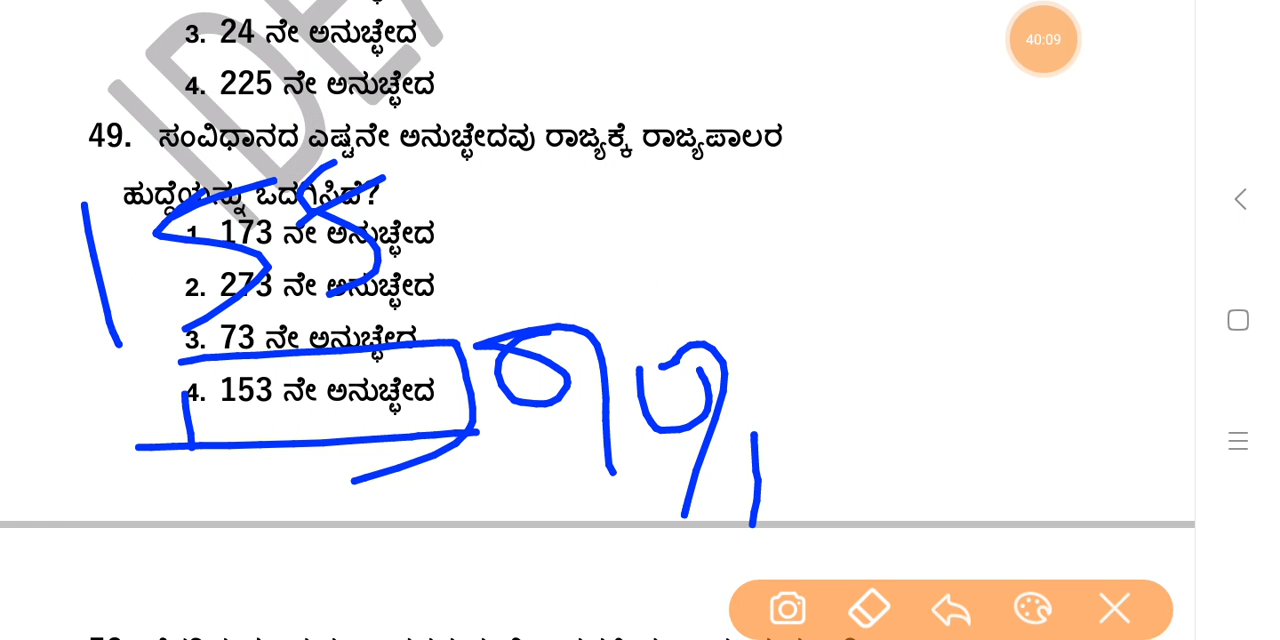 3. 24 ನೇ ಅನುಚ್ಛೇದ
4. 225 ನೇ ಅನುಚ್ಛೇದ
49. ಸಂವಿಧಾನದ ಎಷ್ಟನೇ ಅನುಚ್ಛೇದವು ರಾಜ್ಯಕ್ಕೆ ರಾಜ್ಯಪಾಲರ
ಹುದ್ದೆಯನ್ನು ಒದಗಿಸಿದೆ?
1. 173 ನೇ ಅನುಚ್ಛೇದ
2. 273 ನೇ ಅನುಚ್ಛೇದ
3. 73 ನೇ ಅನುಚ್ಛೇದ
4. 153 ನೇ ಅನುಚ್ಛೇದ
155
40:09